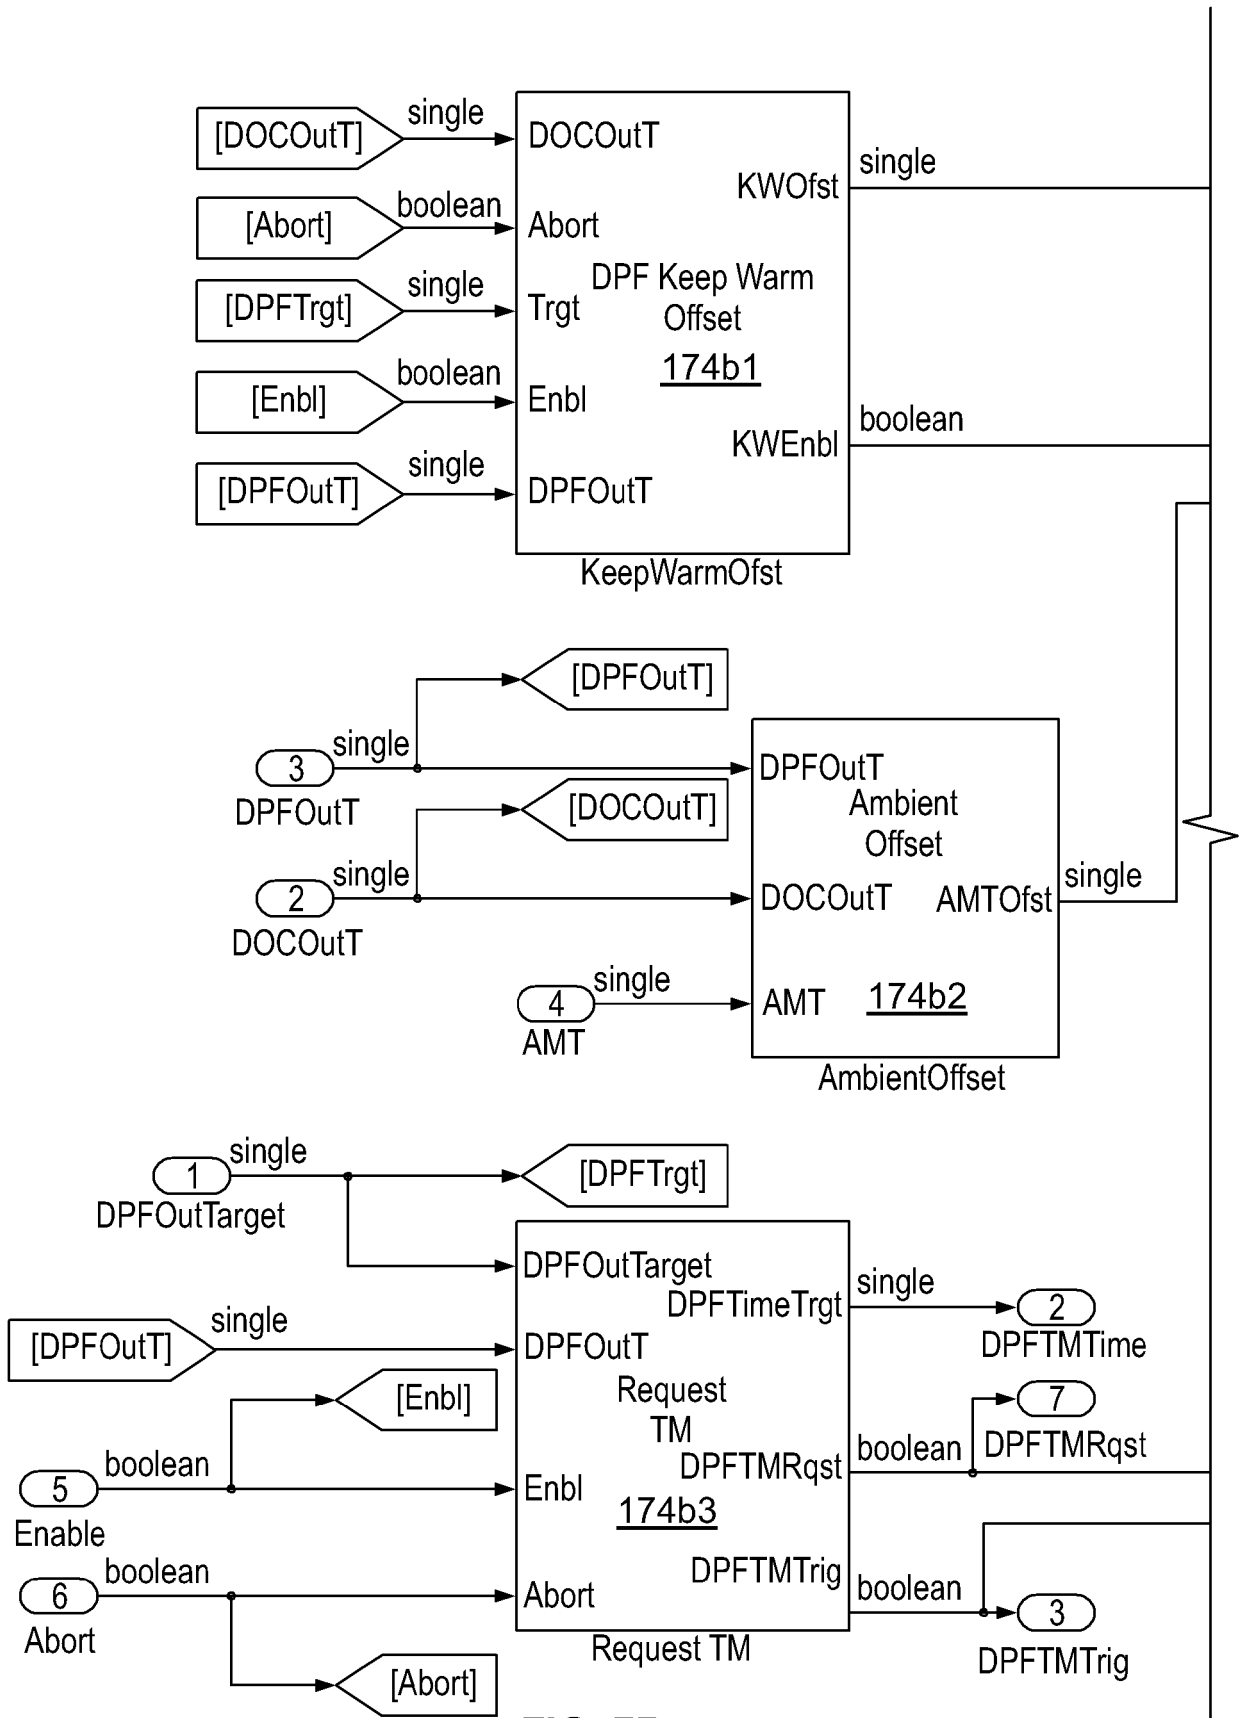 single
[DOCOutT]
DOCOutT
single
KWOfst
boolean
[Abort]
Abort
single
DPF Keep Warm
Offset
[DPFTrgt]
Trgt
174b1
boolean
[Enbl]
Enbl
boolean
KWEnbl
single
[DPFOutT]
DPFOutT
KeepWarmOfst
[DPFOutT]
single
3
DPFOutT
DPFOutT
Ambient
Offset
[DOCOutT]
single
2
DOCOutT
DOCOutT
AMTOfst
single
single
4
AMT
AMT
174b2
AmbientOffset
single
1
DPFOutTarget
[DPFTrgt]
DPFOutTarget
DPFTimeTrgt
single
2
DPFTMTime
single
[DPFOutT]
DPFOutT
[Enbl]
Request
TM
7
DPFTMRqst
boolean
DPFTMRqst
boolean
5
Enable
Enbl
174b3
DPFTMTrig
boolean
3
DPFTMTrig
boolean
6
Abort
Abort
Request TM
[Abort]